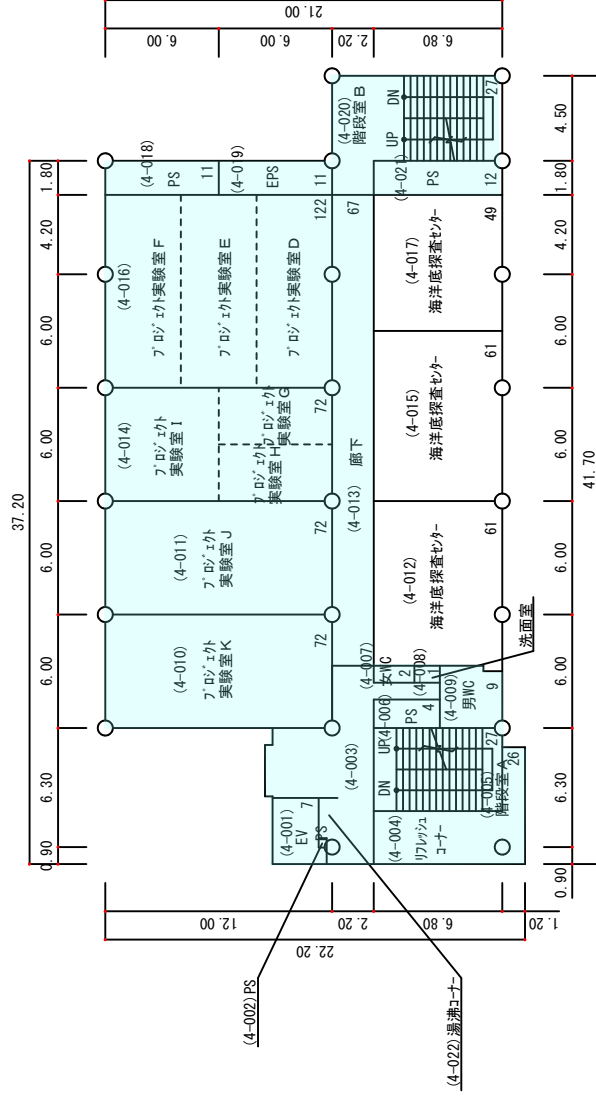 21.00
6.00
6.00
2.20
6.80
41.70
4.50
1.80
4.20
6.00
6.00
6.00
6.00
6.30
0.90
37.20
1.80
4.20
6.00
6.00
6.00
6.00
6.30
0.90
22.20
12.00
2.20
6.80
1.20
(4-018)
PS
11
(4-019)
EPS
11
(4-020)
階段室B
UP
DN
27
(4-021)
PS
12
(4-016)
プロジェクト実験室F
プロジェクト実験室E
プロジェクト実験室D
122
67
(4-017)
海洋底探査センター
49
(4-014)
プロジェクト
実験室I
プロジェクト
実験室G
プロジェクト
実験室H
72
廊下
(4-013)
(4-015)
海洋底探査センター
61
(4-011)
プロジェクト
実験室J
72
(4-012)
海洋底探査センター
61
(4-010)
プロジェクト
実験室K
72
(4-007)
女WC
2
(4-008)
1
洗面室
(4-006)
PS
4
(4-009)
男WC
9
(4-003)
UP
DN
27
(4-005)
階段室A
26
(4-001)
EV
7
EPS
(4-004)
リフレッシュ
コーナー
(4-002)PS
(4-022)湯沸コーナー